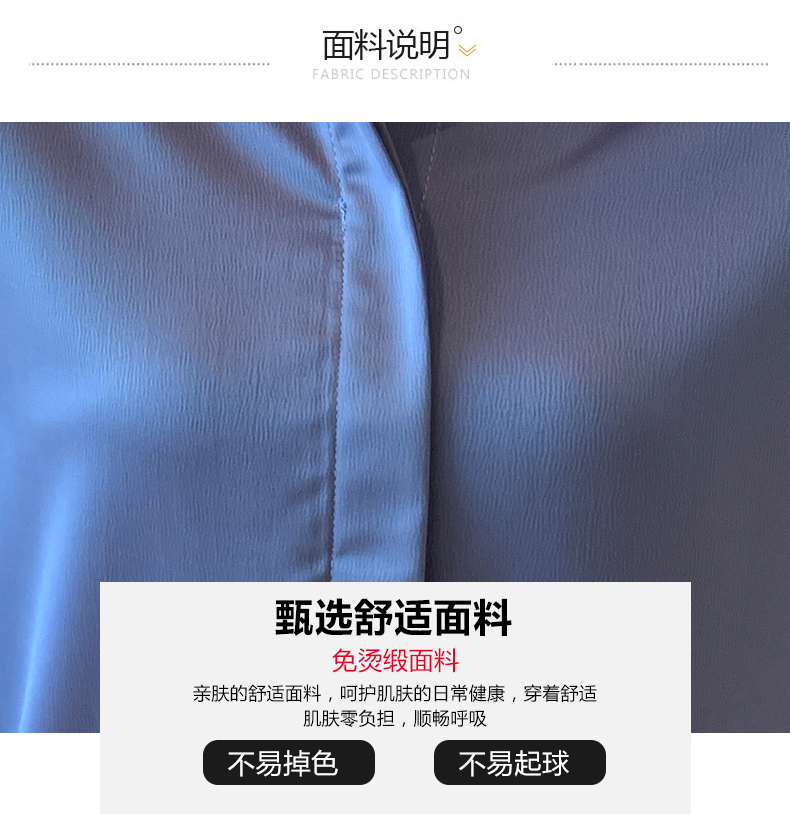 面料说明
FABRIC DESCRIPTION
甄选舒适面料
免烫缎面料
亲肤的舒适面料，呵护肌肤的日常健康，穿着舒适
肌肤零负担，顺畅呼吸
不易掉色
不易起球